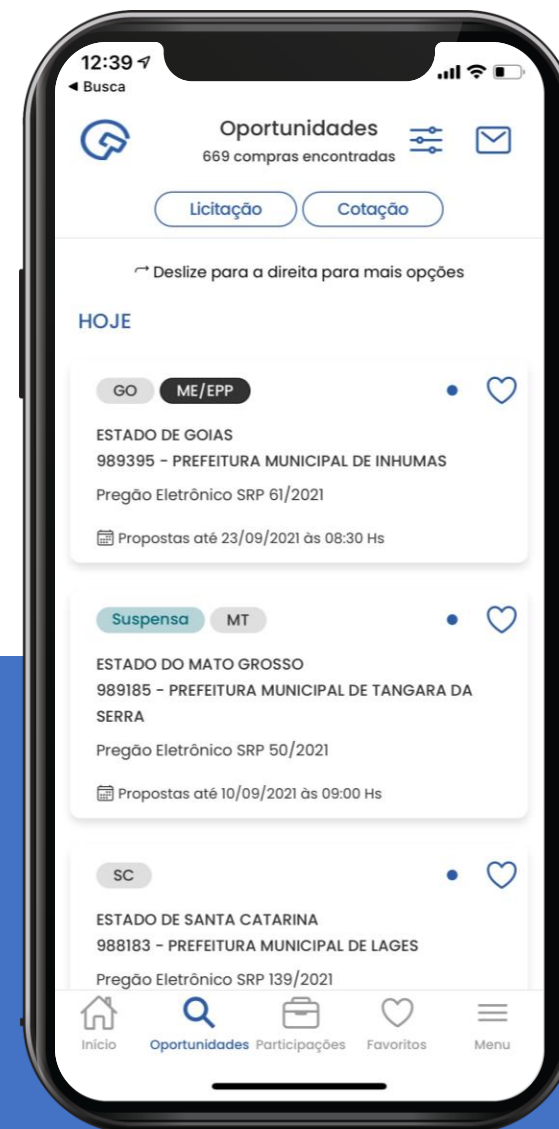 12:39
◄ Busca
Oportunidades
669 compras encontradas
Licitação Cotação
Deslize para a direita para mais opções
HOJE
GO ME/EPP
ESTADO DE GOIAS
989395 - PREFEITURA MUNICIPAL DE INHUMAS
Pregão Eletrônico SRP 61/2021
Propostas até 23/09/2021 às 08:30 Hs
Suspensa MT
ESTADO DO MATO GROSSO
989185 - PREFEITURA MUNICIPAL DE TANGARA DA
SERRA
Pregão Eletrônico SRP 50/2021
Propostas até 10/09/2021 às 09:00 Hs
SC
ESTADO DE SANTA CATARINA
988183 - PREFEITURA MUNICIPAL DE LAGES
Pregão Eletrônico SRP 139/2021
Início Oportunidades Participações Favoritos Menu